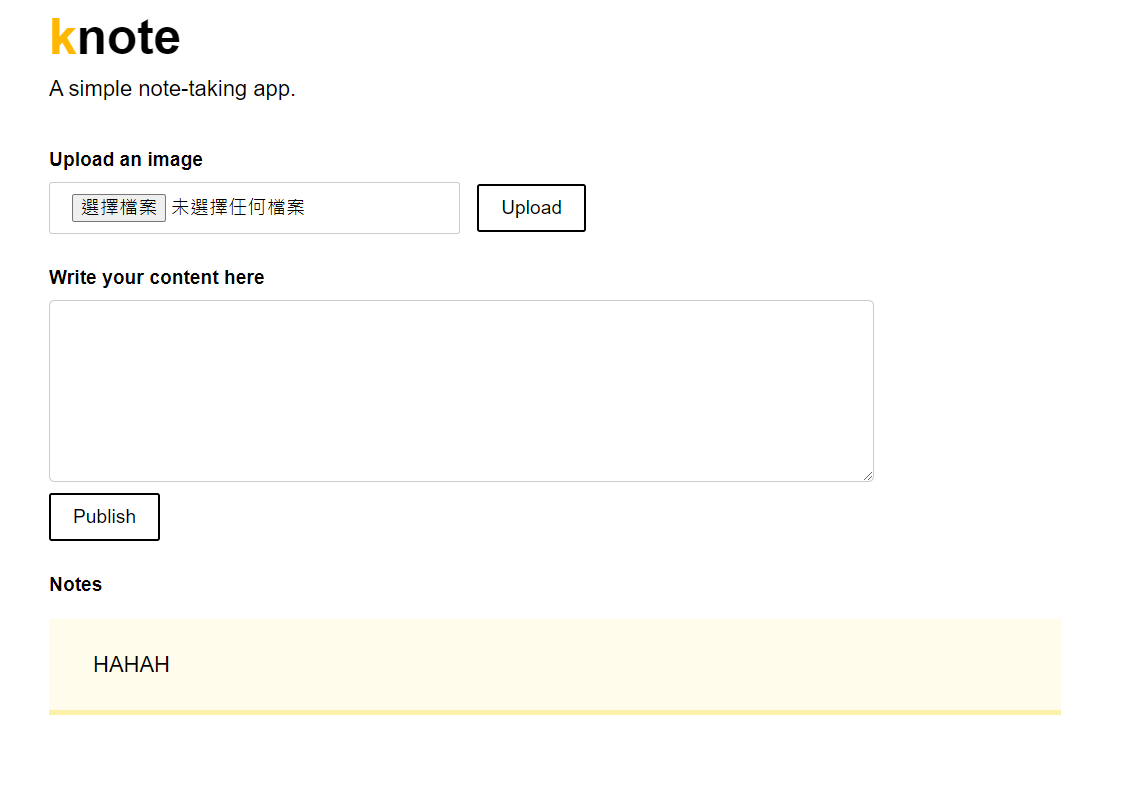 knote
A simple note-taking app.
Upload an image
選擇檔案 未選擇任何檔案 Upload
Write your content here
Publish
Notes
HAHAH